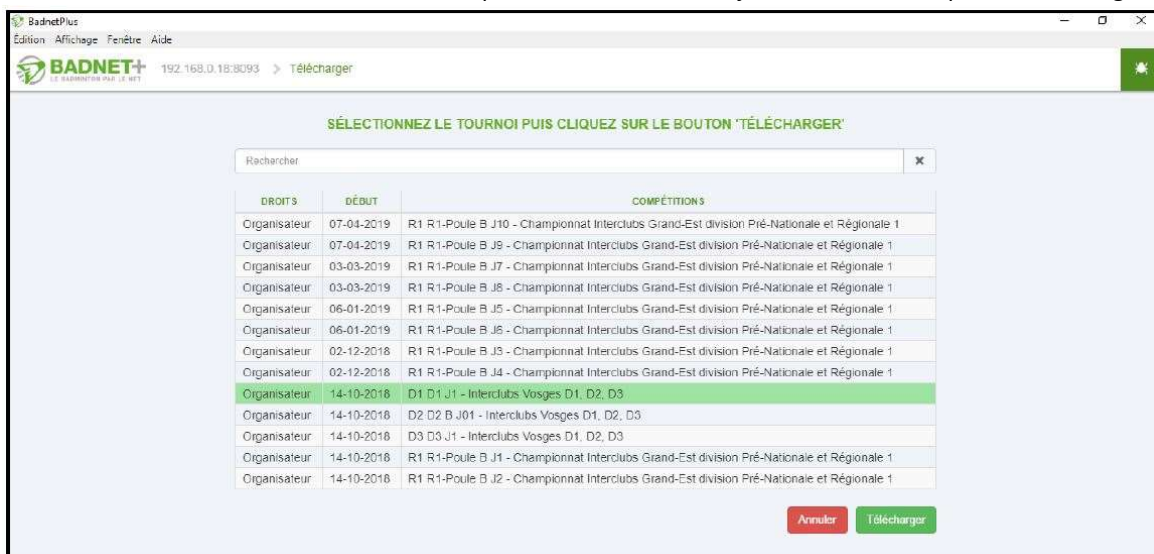 BadnetPlus
Édition Affichage Fenêtre Aide
BADNET+ 192.168.0.18:8093 > Télécharger
LE BADMINTON PAR LE NET
SÉLECTIONNEZ LE TOURNOI PUIS CLIQUEZ SUR LE BOUTON 'TÉLÉCHARGER'
Rechercher
DROITS DÉBUT COMPÉTITIONS
Organisateur 07-04-2019 R1 R1-Poule B J10 - Championnat Interclubs Grand-Est division Pré-Nationale et Régionale 1
Organisateur 07-04-2019 R1 R1-Poule B J9 - Championnat Interclubs Grand-Est division Pré-Nationale et Régionale 1
Organisateur 03-03-2019 R1 R1-Poule B J7 - Championnat Interclubs Grand-Est division Pré-Nationale et Régionale 1
Organisateur 03-03-2019 R1 R1-Poule B J8 - Championnat Interclubs Grand-Est division Pré-Nationale et Régionale 1
Organisateur 06-01-2019 R1 R1-Poule B J5 - Championnat Interclubs Grand-Est division Pré-Nationale et Régionale 1
Organisateur 06-01-2019 R1 R1-Poule B J6 - Championnat Interclubs Grand-Est division Pré-Nationale et Régionale 1
Organisateur 02-12-2018 R1 R1-Poule B J3 - Championnat Interclubs Grand-Est division Pré-Nationale et Régionale 1
Organisateur 02-12-2018 R1 R1-Poule B J4 - Championnat Interclubs Grand-Est division Pré-Nationale et Régionale 1
Organisateur 14-10-2018 D1 D1 J1 - Interclubs Vosges D1, D2, D3
Organisateur 14-10-2018 D2 D2 B J01 - Interclubs Vosges D1, D2, D3
Organisateur 14-10-2018 D3 D3 J1 - Interclubs Vosges D1, D2, D3
Organisateur 14-10-2018 R1 R1-Poule B J1 - Championnat Interclubs Grand-Est division Pré-Nationale et Régionale 1
Organisateur 14-10-2018 R1 R1-Poule B J2 - Championnat Interclubs Grand-Est division Pré-Nationale et Régionale 1
Annuler Télécharger